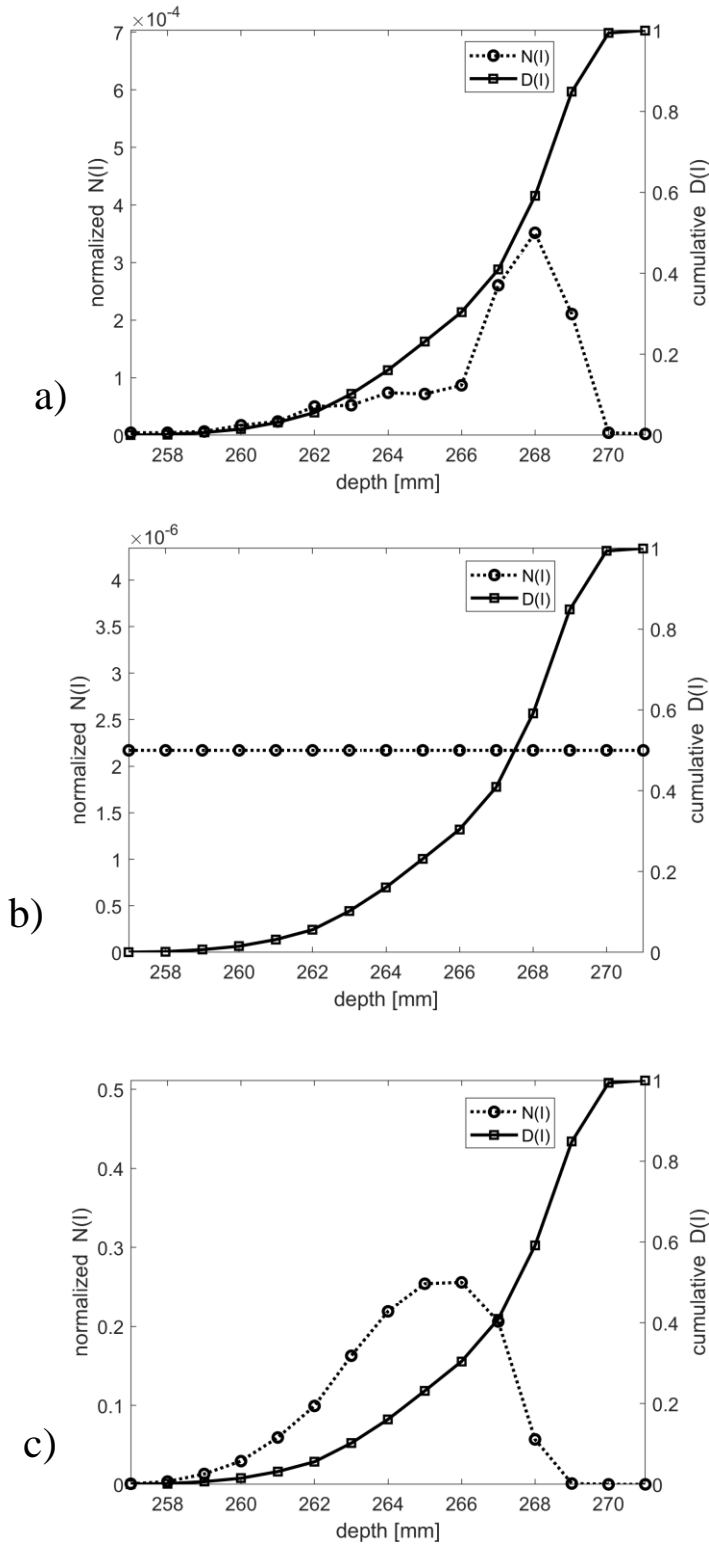 ×10⁻⁴
7
6
5
4
3
2
1
0
normalized N(I)
N(I)
D(I)
1
0.8
0.6
0.4
0.2
0
cumulative D(I)
a)
258 260 262 264 266 268 270
depth [mm]
×10⁻⁶
4
3.5
3
2.5
2
1.5
1
0.5
0
normalized N(I)
N(I)
D(I)
1
0.8
0.6
0.4
0.2
0
cumulative D(I)
b)
258 260 262 264 266 268 270
depth [mm]
0.5
0.4
0.3
0.2
0.1
0
normalized N(I)
N(I)
D(I)
1
0.8
0.6
0.4
0.2
0
cumulative D(I)
c)
258 260 262 264 266 268 270
depth [mm]